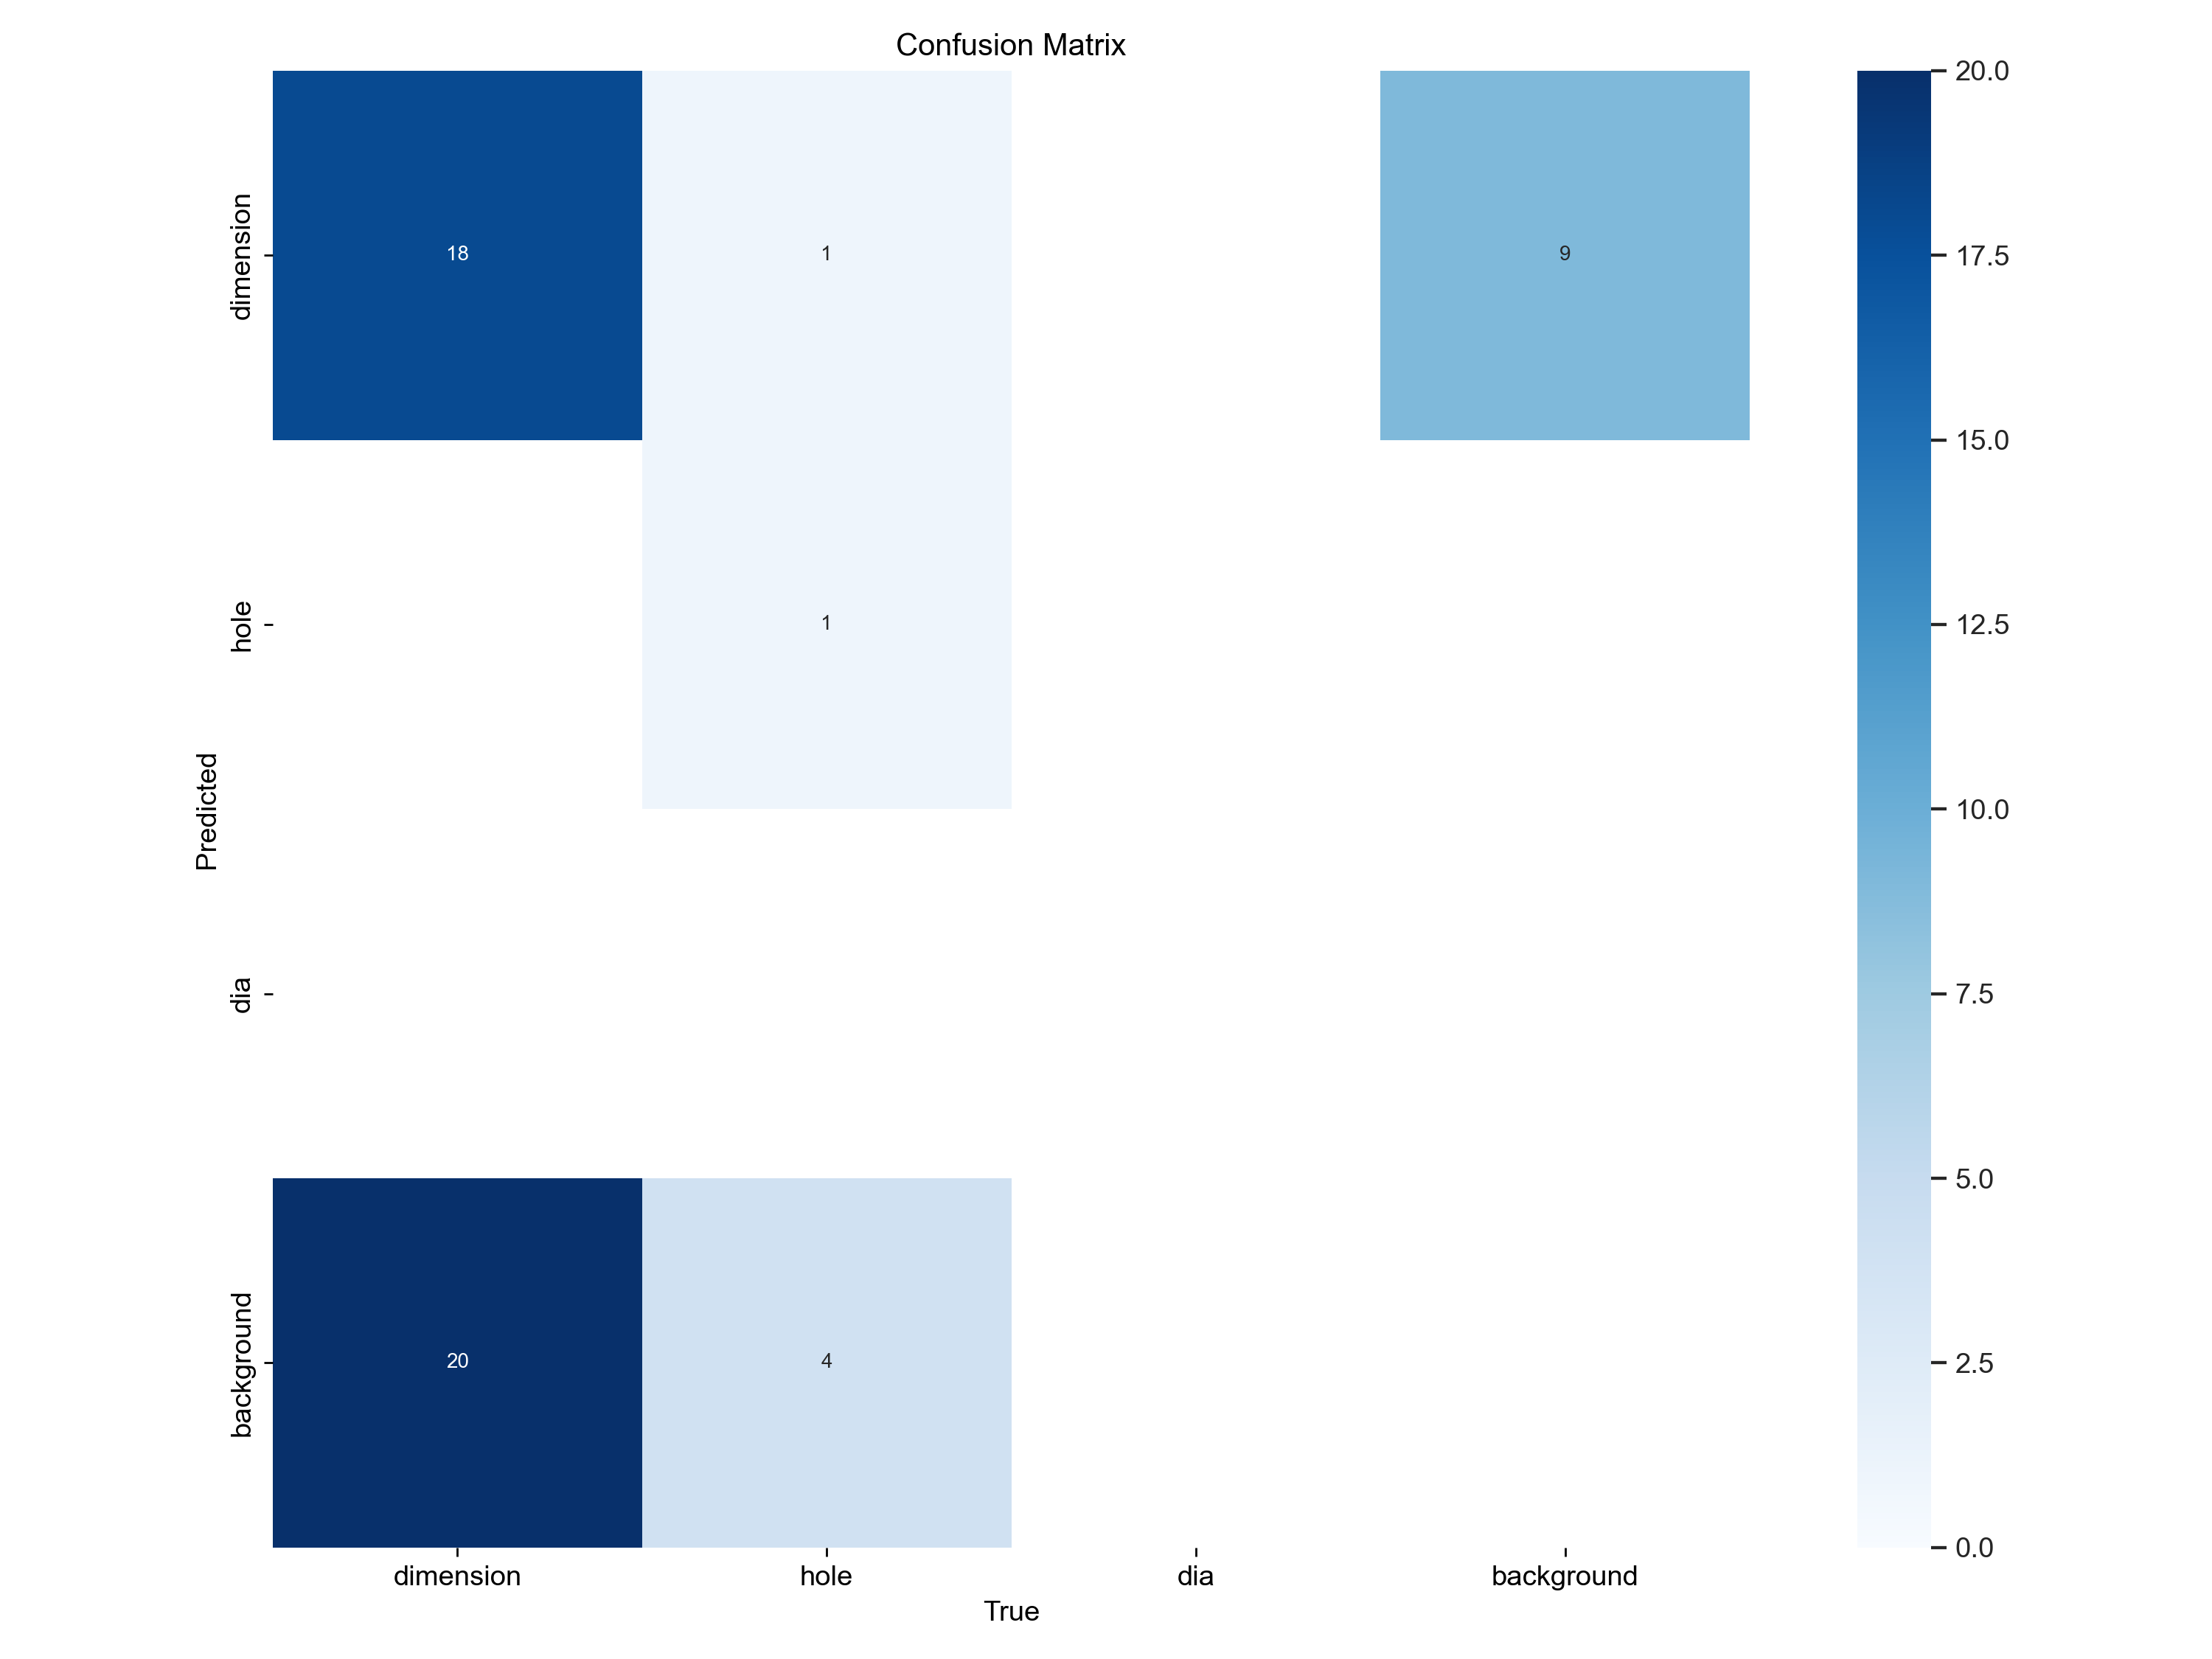 Confusion Matrix
dimension
18
1
9
hole
1
dia
background
20
4
Predicted
dimension
hole
dia
background
True
20.0
17.5
15.0
12.5
10.0
7.5
5.0
2.5
0.0